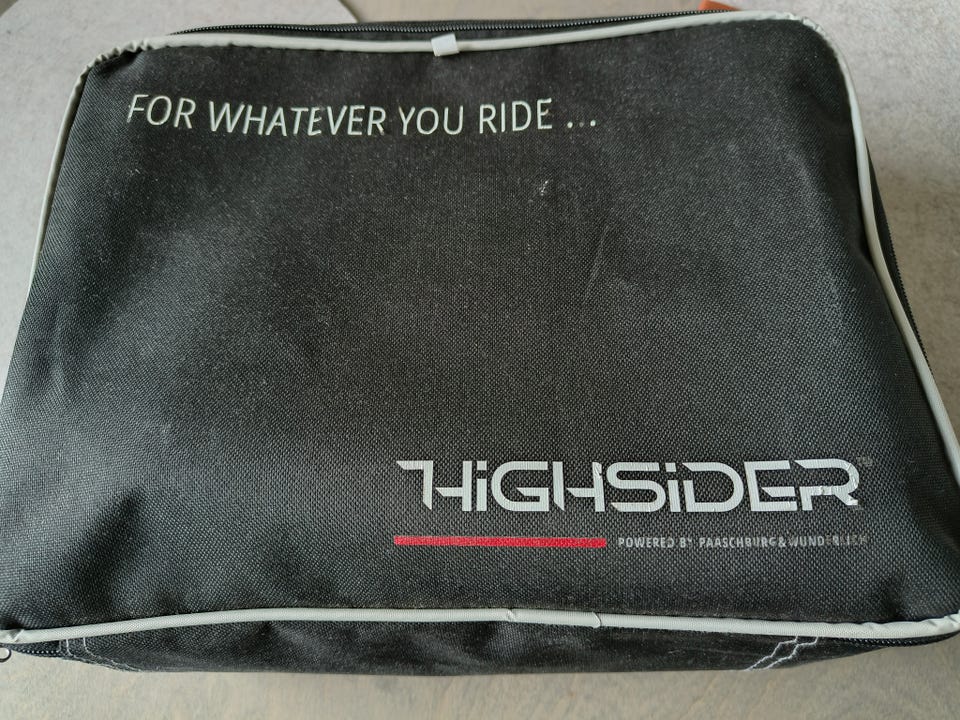 FOR WHATEVER YOU RIDE ...
HiGHSiDER
POWERED BY PAASCHBURG & WUNDERLICH